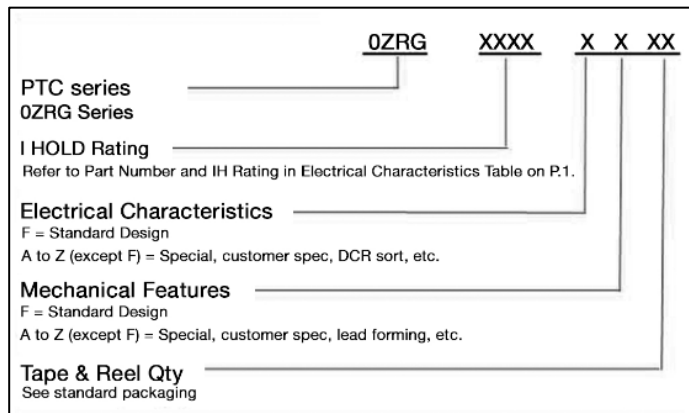 0ZRG XXXX X X XX
PTC series
0ZRG Series
I HOLD Rating
Refer to Part Number and IH Rating in Electrical Characteristics Table on P.1.
Electrical Characteristics
F = Standard Design
A to Z (except F) = Special, customer spec, DCR sort, etc.
Mechanical Features
F = Standard Design
A to Z (except F) = Special, customer spec, lead forming, etc.
Tape & Reel Qty
See standard packaging